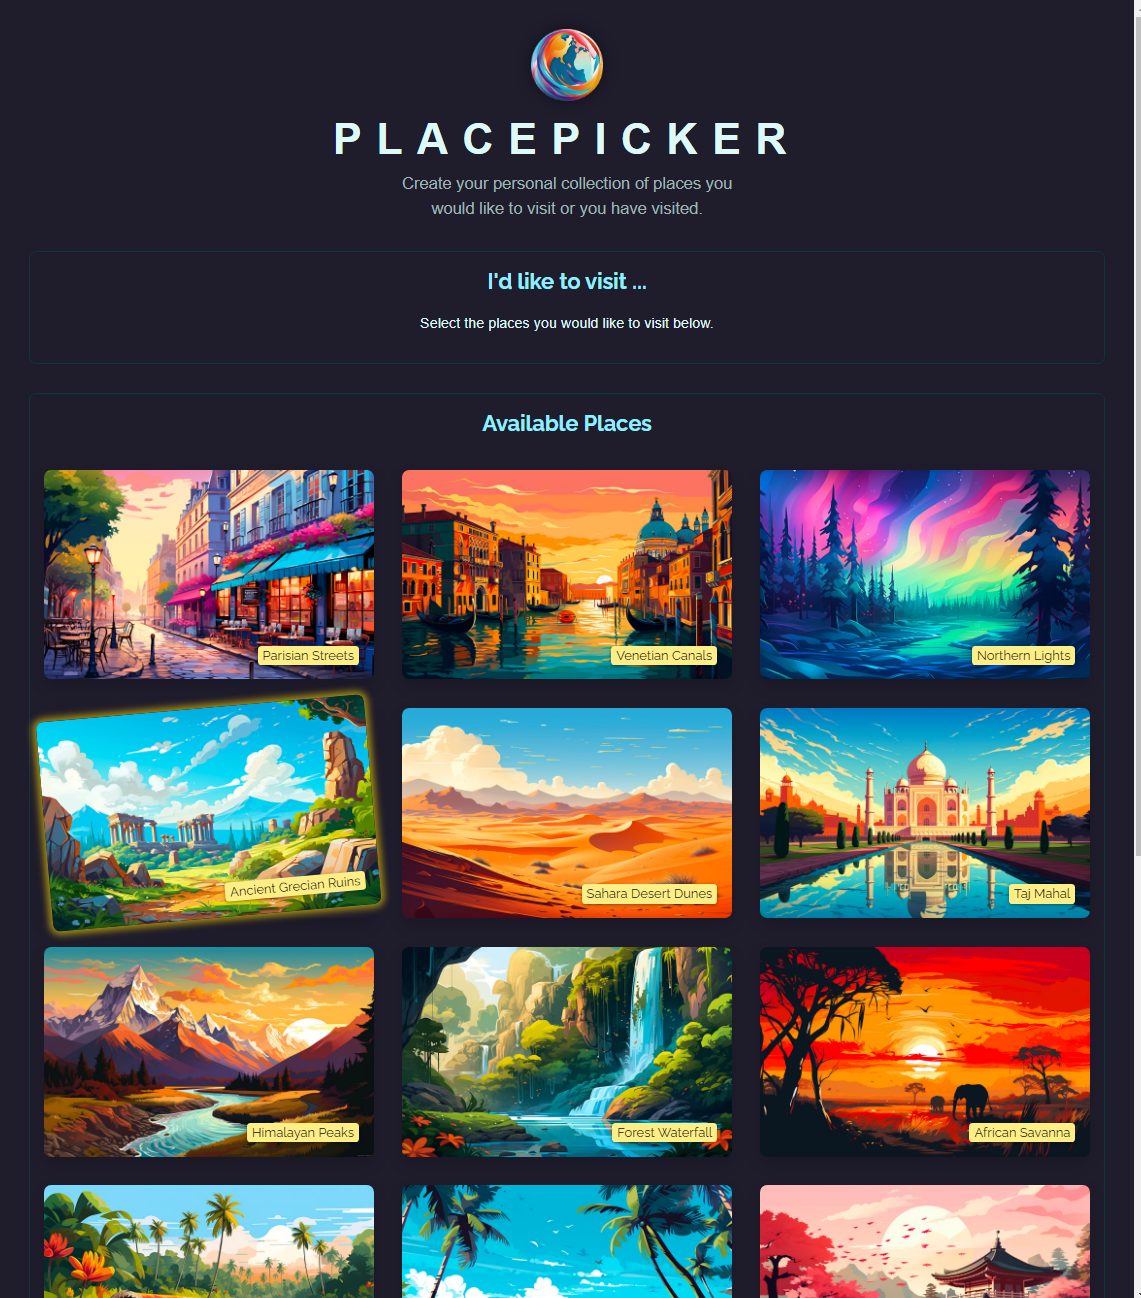 PLACEPICKER
Create your personal collection of places you
would like to visit or you have visited.
I'd like to visit ...
Select the places you would like to visit below.
Available Places
Parisian Streets
Venetian Canals
Northern Lights
Ancient Grecian Ruins
Sahara Desert Dunes
Taj Mahal
Himalayan Peaks
Forest Waterfall
African Savanna